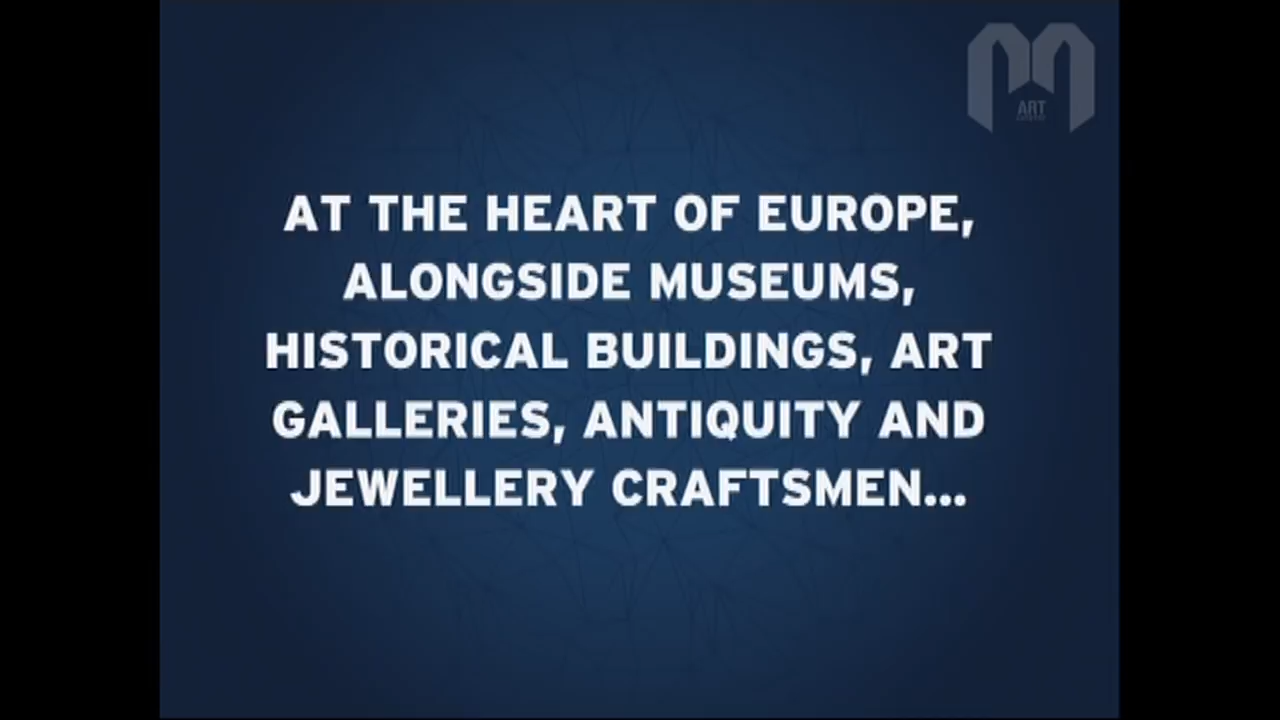 ART
AT THE HEART OF EUROPE,
ALONGSIDE MUSEUMS,
HISTORICAL BUILDINGS, ART
GALLERIES, ANTIQUITY AND
JEWELLERY CRAFTSMEN...